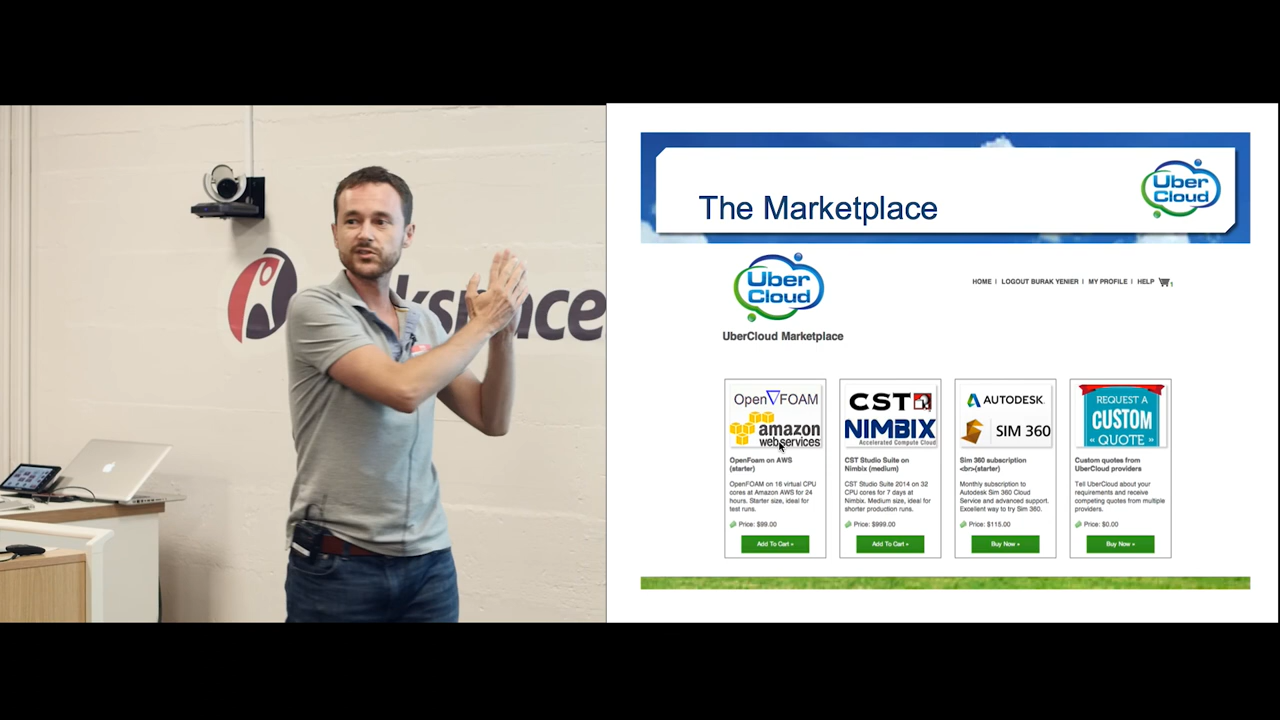 kspace
The Marketplace
Uber
Cloud
Uber
Cloud
UberCloud Marketplace
HOME | LOGOUT BURAK YENIER | MY PROFILE | HELP
1
OpenFOAM
amazon
webservices
OpenFoam on AWS
(starter)
OpenFOAM on 16 virtual CPU
cores at Amazon AWS for 24
hours. Starter size, ideal for
test runs.
Price: $99.00
Add To Cart »
CST
NIMBIX
Accelerated Compute Cloud
CST Studio Suite on
Nimbix (medium)
CST Studio Suite 2014 on 32
CPU cores for 7 days at
Nimbix. Medium size, ideal for
shorter production runs.
Price: $999.00
Add To Cart »
AUTODESK
SIM 360
Sim 360 subscription
<br>(starter)
Monthly subscription to
Autodesk Sim 360 Cloud
Service and advanced support.
Excellent way to try Sim 360.
Price: $115.00
Buy Now »
REQUEST A
CUSTOM
« QUOTE »
Custom quotes from
UberCloud providers
Tell UberCloud about your
requirements and receive
competing quotes from multiple
providers.
Price: $0.00
Buy Now »